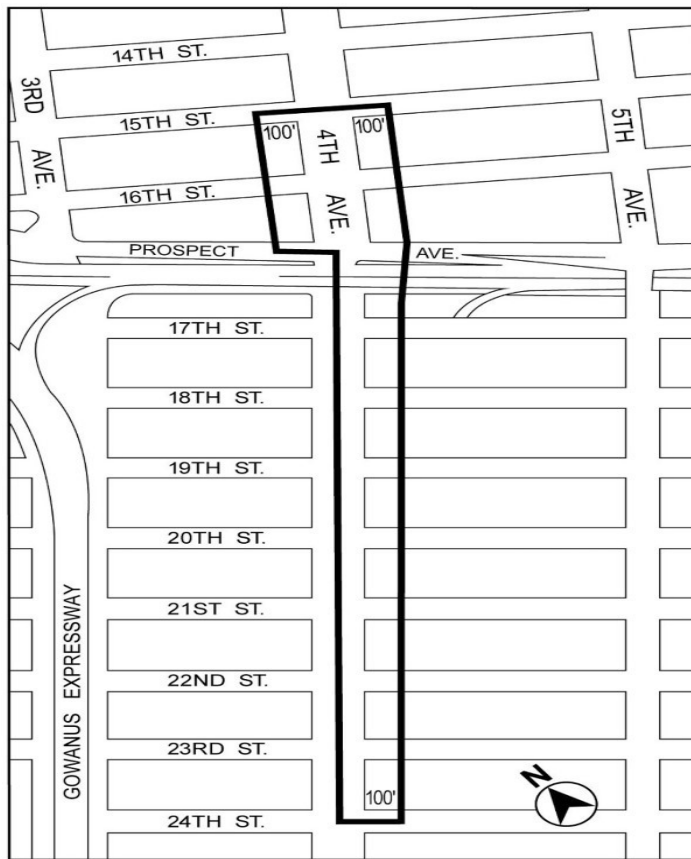 14TH ST.
3RD AVE.
15TH ST.
100'
4TH AVE.
100'
5TH AVE.
16TH ST.
PROSPECT AVE.
17TH ST.
18TH ST.
19TH ST.
20TH ST.
21ST ST.
GOWANUS EXPRESSWAY
22ND ST.
23RD ST.
N
100'
24TH ST.